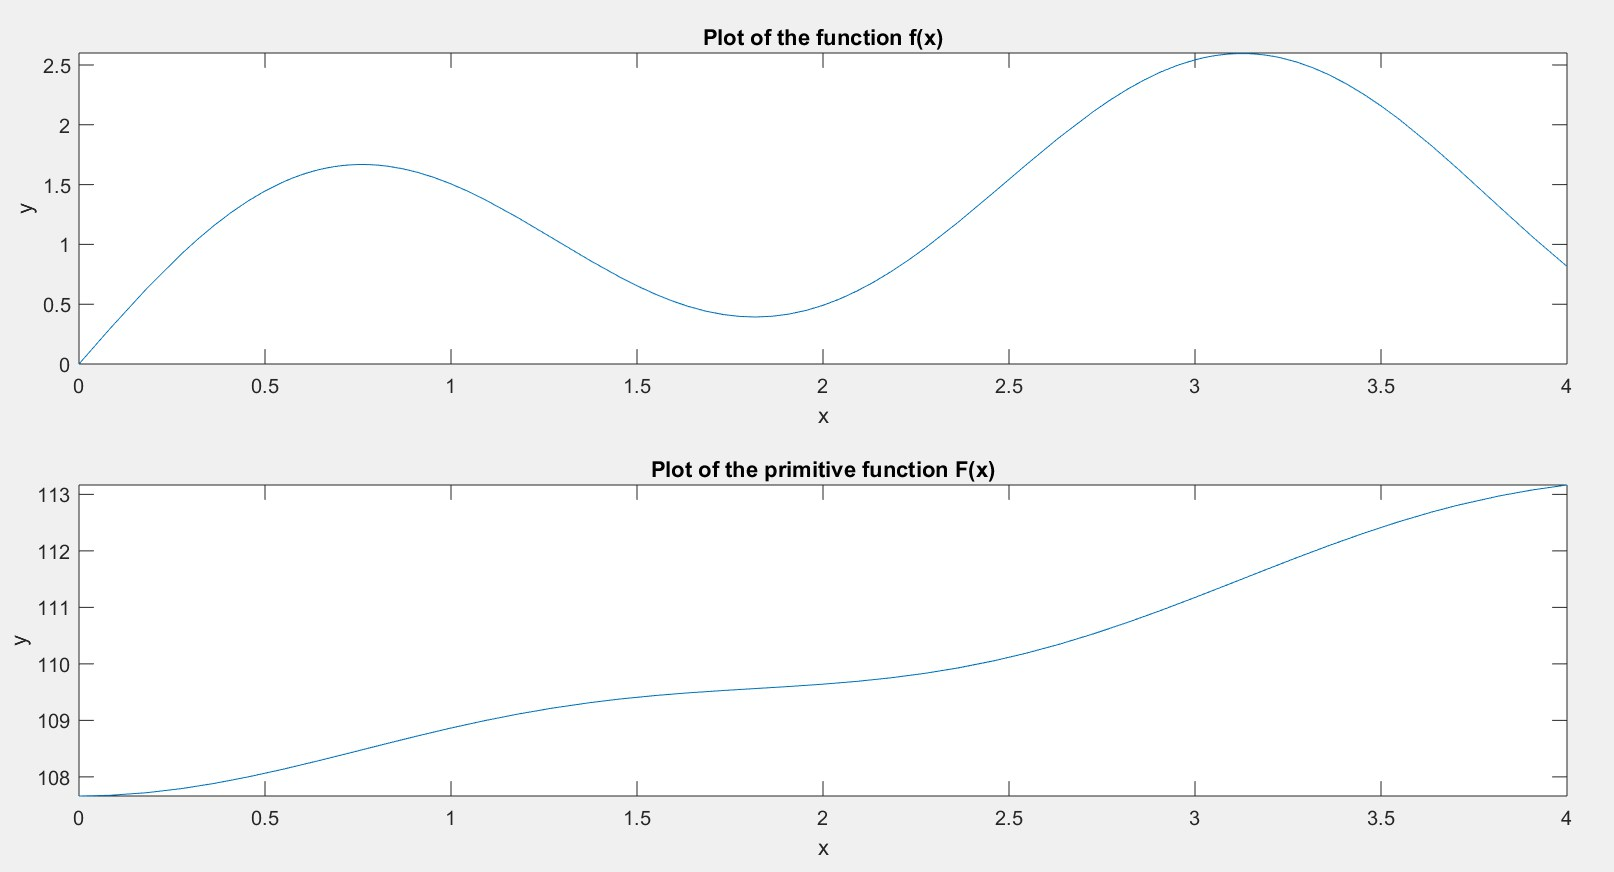 Plot of the function f(x)
2.5
2
1.5
1
0.5
0
y
0 0.5 1 1.5 2 2.5 3 3.5 4
x
Plot of the primitive function F(x)
113
112
111
110
109
108
y
0 0.5 1 1.5 2 2.5 3 3.5 4
x